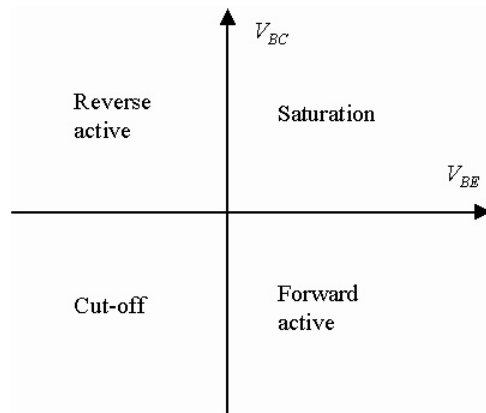 V_BC
Reverse
active
Saturation
V_BE
Cut-off
Forward
active